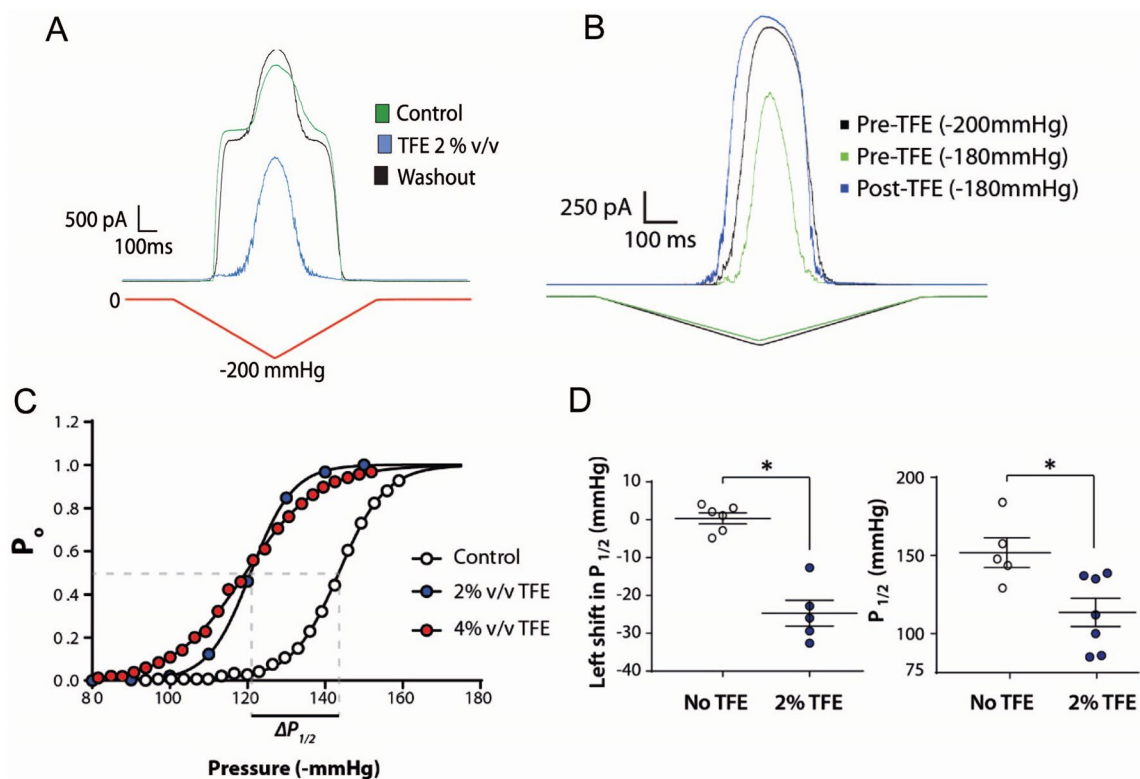 A
Control
TFE 2 % v/v
Washout
500 pA
100ms
0
-200 mmHg
B
Pre-TFE (-200mmHg)
Pre-TFE (-180mmHg)
Post-TFE (-180mmHg)
250 pA
100 ms
C
1.2
1.0
0.8
0.6
0.4
0.2
0.0
Po
80 100 120 140 160 180
ΔP1/2
Pressure (-mmHg)
Control
2% v/v TFE
4% v/v TFE
D
Left shift in P1/2 (mmHg)
10
0
-10
-20
-30
-40
*
No TFE 2% TFE
P1/2 (mmHg)
200
150
100
75
*
No TFE 2% TFE